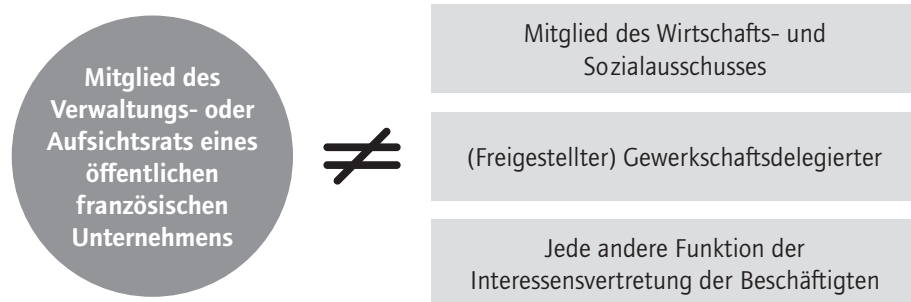 Mitglied des
Verwaltungs- oder
Aufsichtsrats eines
öffentlichen
französischen
Unternehmens
≠
Mitglied des Wirtschafts- und
Sozialausschusses
(Freigestellter) Gewerkschaftsdelegierter
Jede andere Funktion der
Interessensvertretung der Beschäftigten